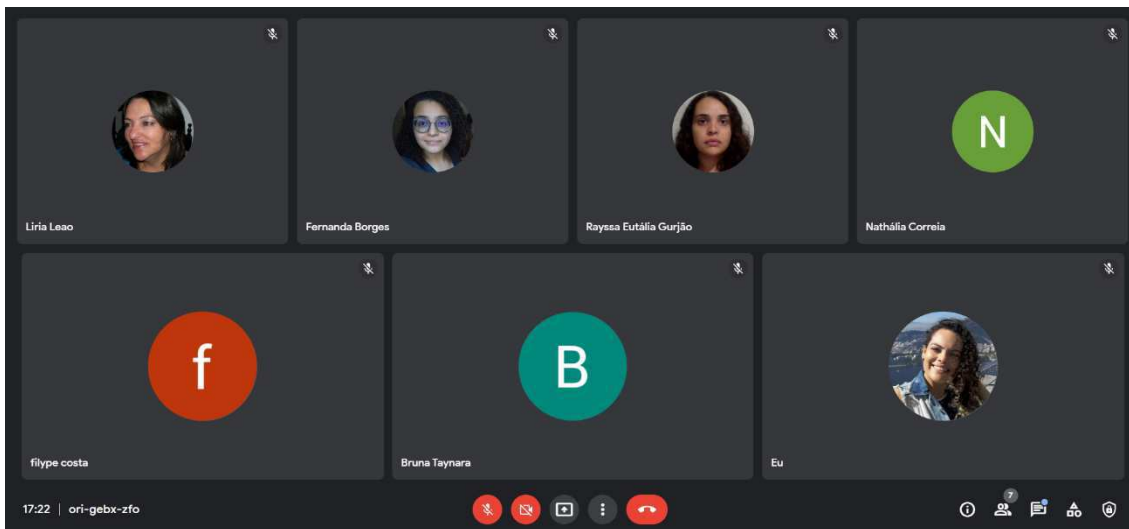 N
Liria Leao
Fernanda Borges
Rayssa Eutália Gurjão
Nathália Correia
f
B
filype costa
Bruna Taynara
Eu
17:22 | ori-gebx-zfo
7